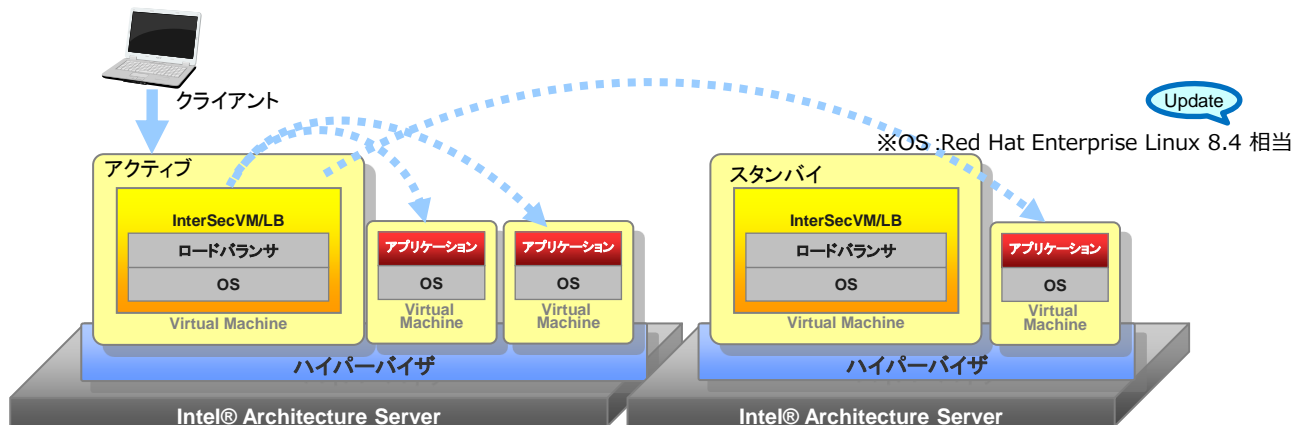 クライアント
Update
※OS :Red Hat Enterprise Linux 8.4 相当
アクティブ
InterSecVM/LB
ロードバランサ
OS
Virtual Machine
アプリケーション
OS
Virtual
Machine
アプリケーション
OS
Virtual
Machine
ハイパーバイザ
Intel® Architecture Server
スタンバイ
InterSecVM/LB
ロードバランサ
OS
Virtual Machine
アプリケーション
OS
Virtual
Machine
ハイパーバイザ
Intel® Architecture Server